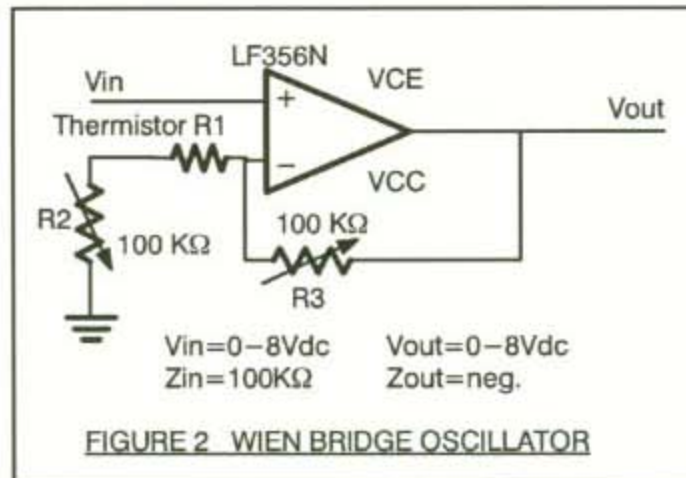 LF356N
Vin
VCE
Vout
+
Thermistor R1
−
VCC
R2
100 KΩ
100 KΩ
R3
Vin=0−8Vdc Vout=0−8Vdc
Zin=100KΩ Zout=neg.
FIGURE 2 WIEN BRIDGE OSCILLATOR